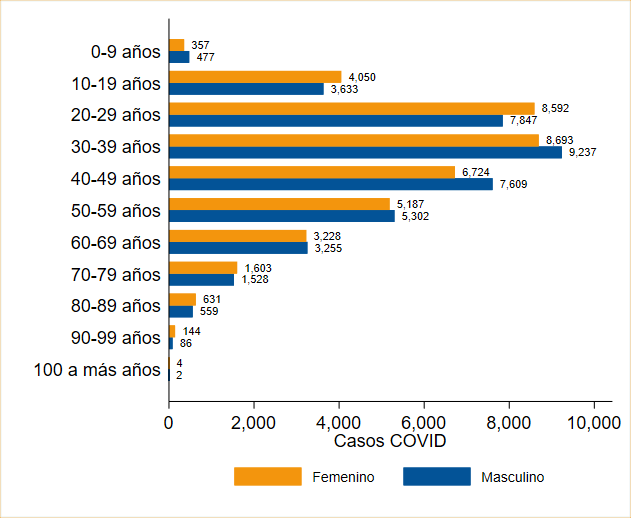 0-9 años
357
477
10-19 años
4,050
3,633
20-29 años
8,592
7,847
30-39 años
8,693
9,237
40-49 años
6,724
7,609
50-59 años
5,187
5,302
60-69 años
3,228
3,255
70-79 años
1,603
1,528
80-89 años
631
559
90-99 años
144
86
100 a más años
4
2
0 2,000 4,000 6,000 8,000 10,000
Casos COVID
Femenino Masculino